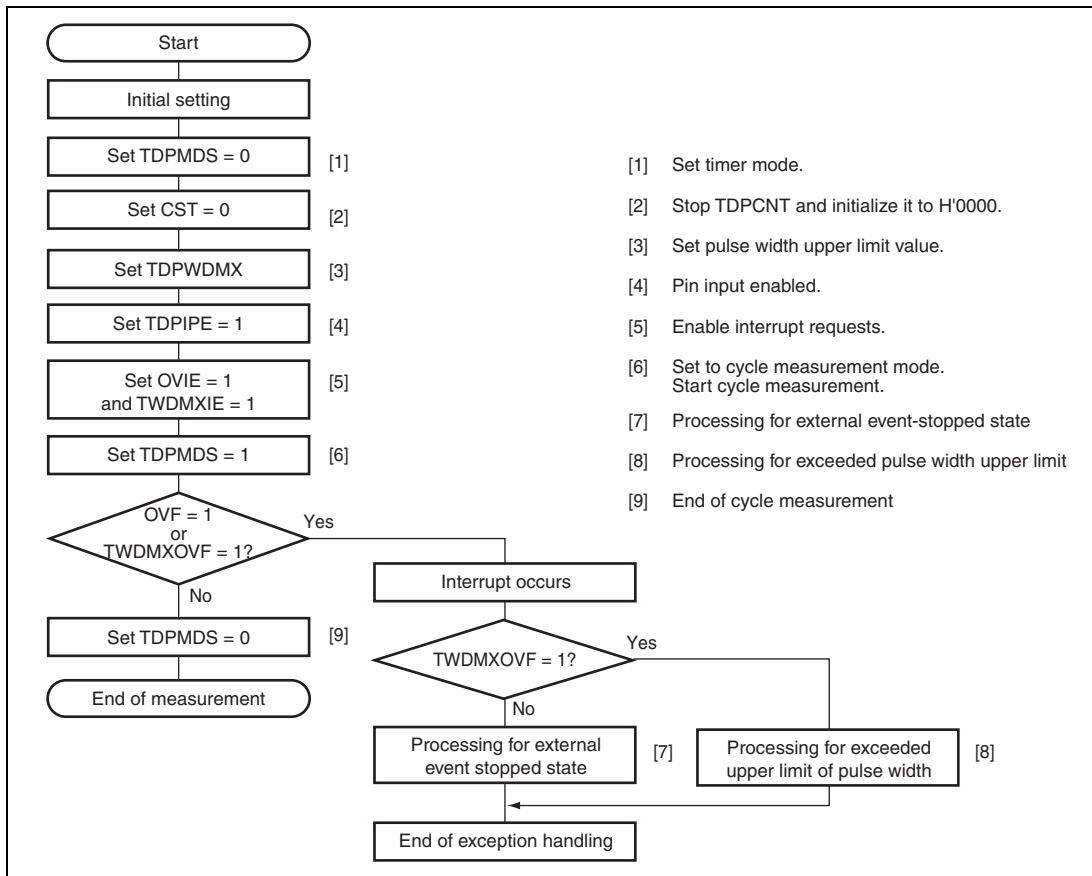 Start
Initial setting
Set TDPMDS = 0
[1]
Set CST = 0
[2]
Set TDPWDMX
[3]
Set TDPIPE = 1
[4]
Set OVIE = 1
and TWDMXIE = 1
[5]
Set TDPMDS = 1
[6]
OVF = 1
or
TWDMXOVF = 1?
Yes
No
Set TDPMDS = 0
[9]
End of measurement
Interrupt occurs
TWDMXOVF = 1?
Yes
No
Processing for external
event stopped state
[7]
Processing for exceeded
upper limit of pulse width
[8]
End of exception handling
[1] Set timer mode.
[2] Stop TDPCNT and initialize it to H'0000.
[3] Set pulse width upper limit value.
[4] Pin input enabled.
[5] Enable interrupt requests.
[6] Set to cycle measurement mode.
Start cycle measurement.
[7] Processing for external event-stopped state
[8] Processing for exceeded pulse width upper limit
[9] End of cycle measurement